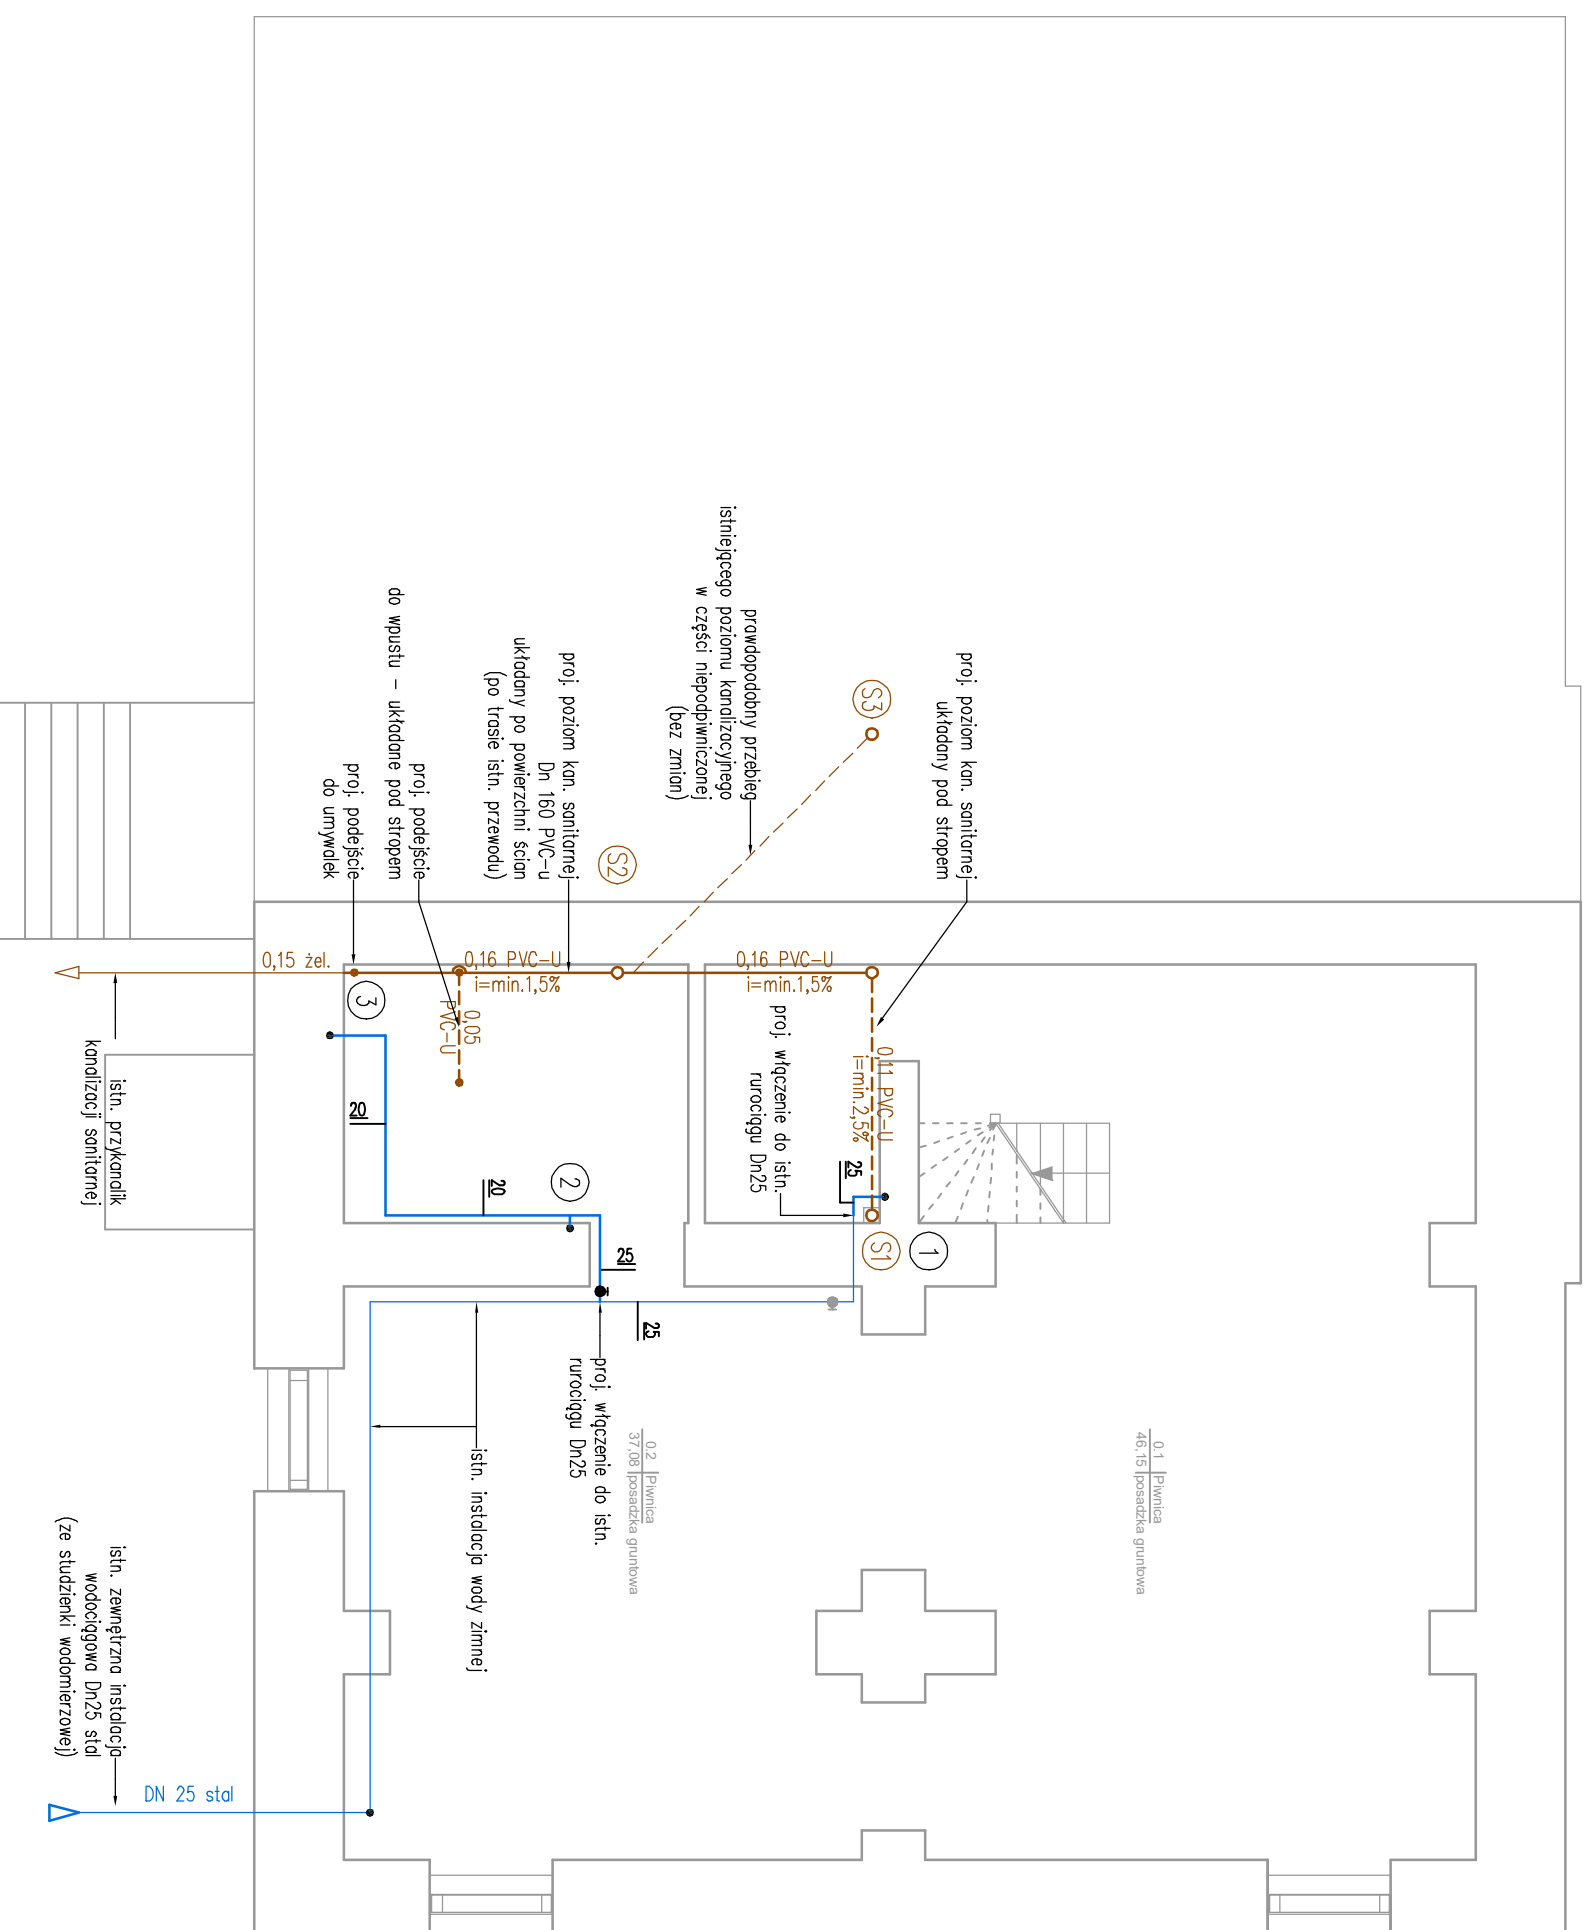 proj. poziom kan. sanitarnej
układany pod stropem
S3
prawdopodobny przebieg
istniejącego poziomu kanalizacyjnego
w części niepodpiwniczonej
(bez zmian)
S2
proj. poziom kan. sanitarnej
Dn 160 PVC-u
układany po powierzchni ścian
(po trasie istn. przewodu)
proj. podejście
do wpustu - układane pod stropem
proj. podejście
do umywalek
0,15 żel.
0,16 PVC-U
i=min.1,5%
0,16 PVC-U
i=min.1,5%
3
0,05
PVC-U
0,11 PVC-U
i=min.2,5%
proj. włączenie do istn.
rurociągu Dn25
istn. przykanalik
kanalizacji sanitarnej
20
20
2
25
S1
1
25
25
proj. włączenie do istn.
rurociągu Dn25
istn. instalacja wody zimnej
0.1 Piwnica
46,15 posadzka gruntowa
0.2 Piwnica
37,08 posadzka gruntowa
istn. zewnętrzna instalacja
wodociągowa Dn25 stal
(ze studzienki wodomierzowej)
DN 25 stal